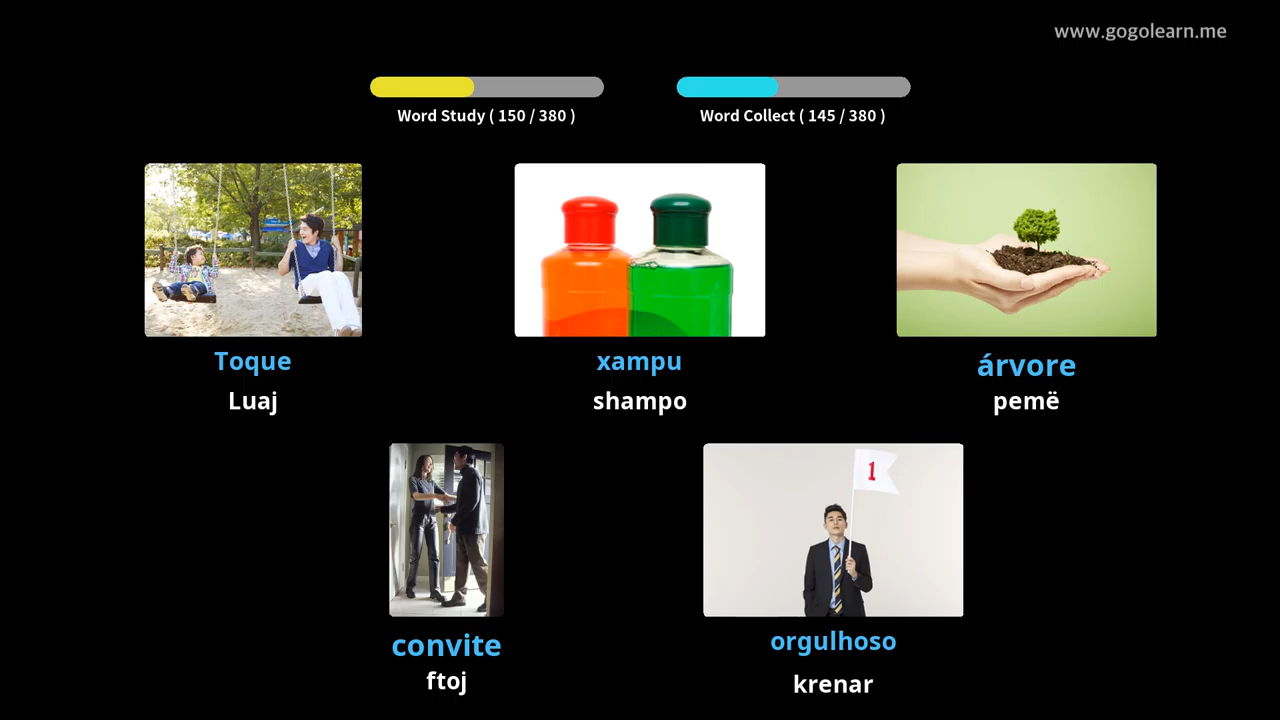 www.gogolearn.me
Word Study ( 150 / 380 )
Word Collect ( 145 / 380 )
Toque
Luaj
xampu
shampo
árvore
pemë
convite
ftoj
1
orgulhoso
krenar